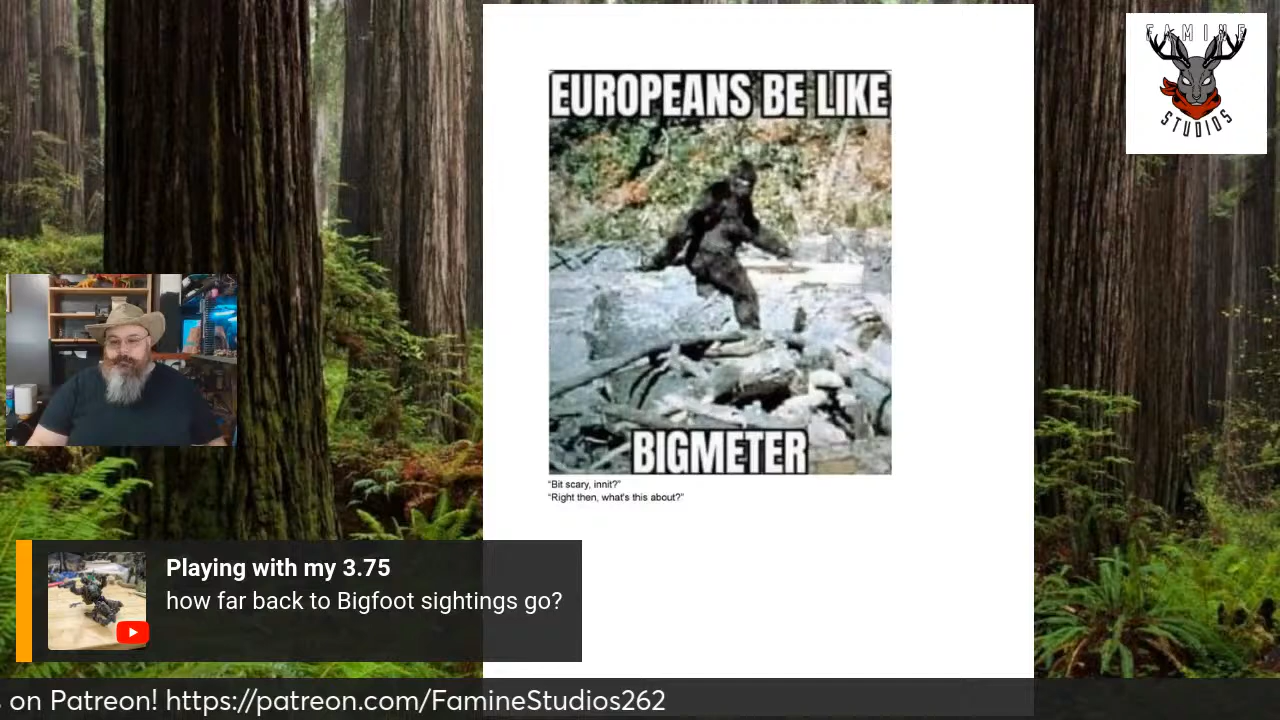 FAMINE
STUDIOS
EUROPEANS BE LIKE
BIGMETER
“Bit scary, innit?”
“Right then, what's this about?”
Playing with my 3.75
how far back to Bigfoot sightings go?
on Patreon! https://patreon.com/FamineStudios262